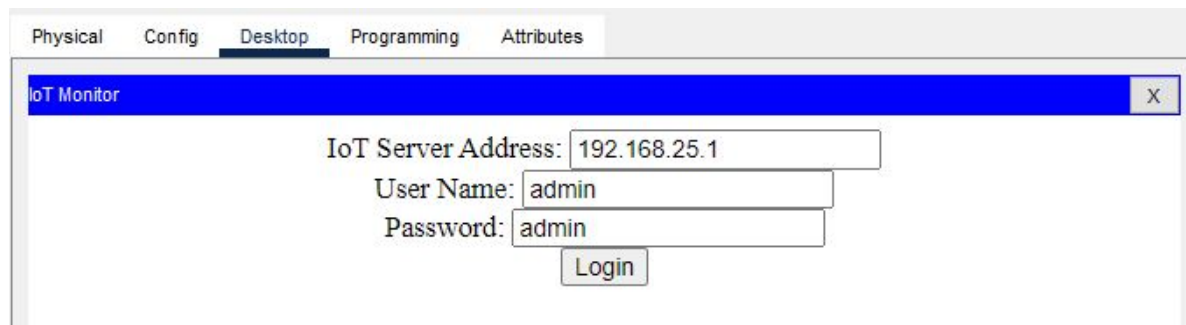 Physical Config Desktop Programming Attributes
IoT Monitor X
IoT Server Address: 192.168.25.1
User Name: admin
Password: admin
Login